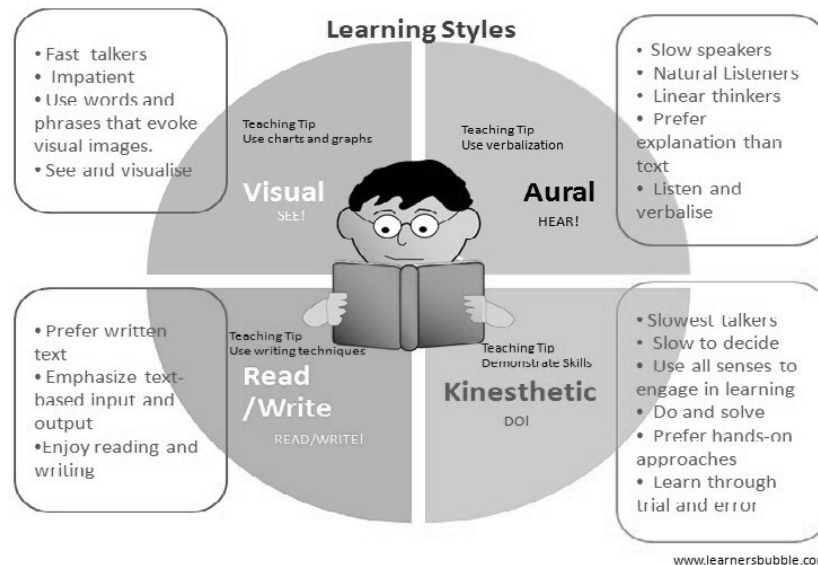 Learning Styles
• Fast talkers
• Impatient
• Use words and
phrases that evoke
visual images.
• See and visualise
Teaching Tip
Use charts and graphs
Visual
SEE!
Teaching Tip
Use verbalization
Aural
HEAR!
• Slow speakers
• Natural Listeners
• Linear thinkers
• Prefer
explanation than
text
• Listen and
verbalise
• Prefer written
text
• Emphasize text-
based input and
output
•Enjoy reading and
writing
Teaching Tip
Use writing techniques
Read
/Write
READ/WRITE!
Teaching Tip
Demonstrate Skills
Kinesthetic
DO!
•Slowest talkers
• Slow to decide
• Use all senses to
engage in learning
• Do and solve
• Prefer hands-on
approaches
• Learn through
trial and error
www.learnersbubble.com